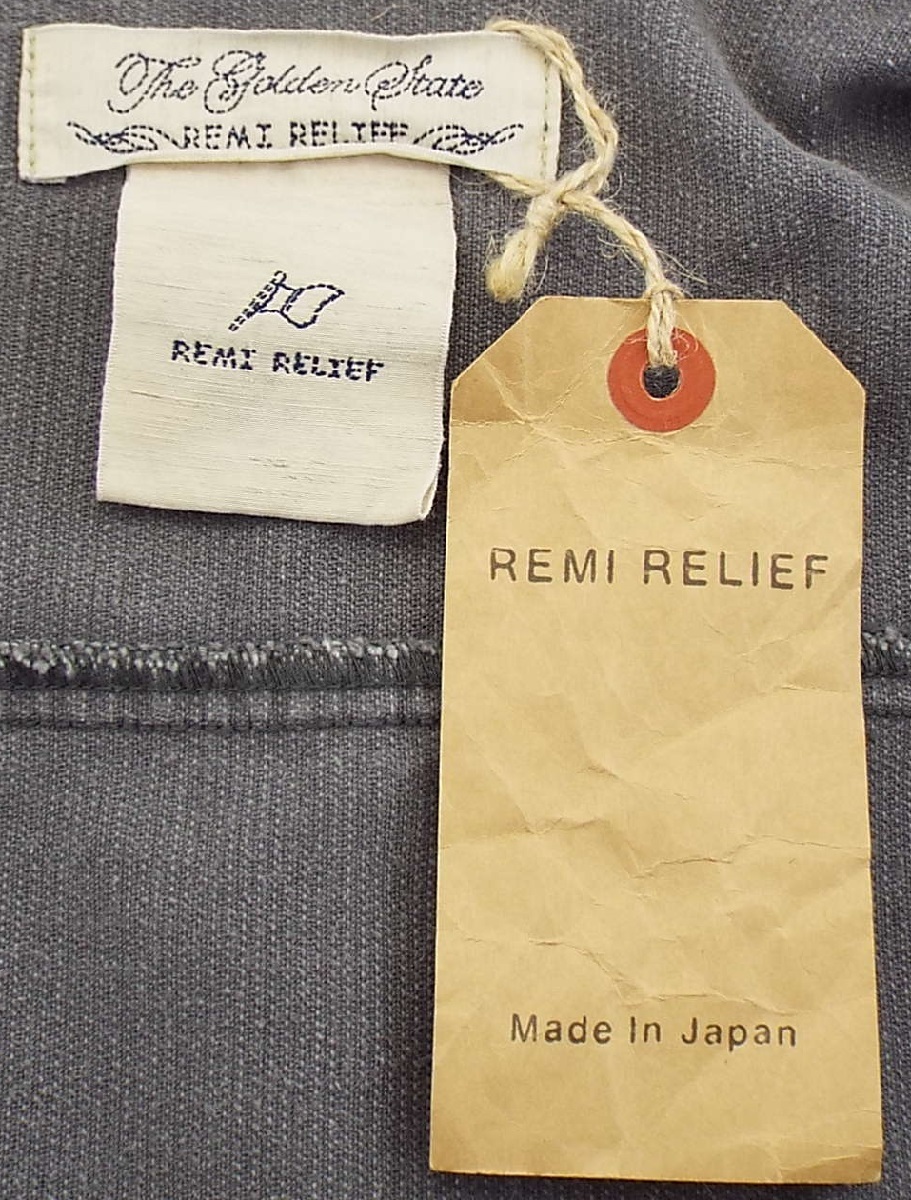 The Golden State
REMI RELIEF
REMI RELIEF
REMI RELIEF
Made In Japan